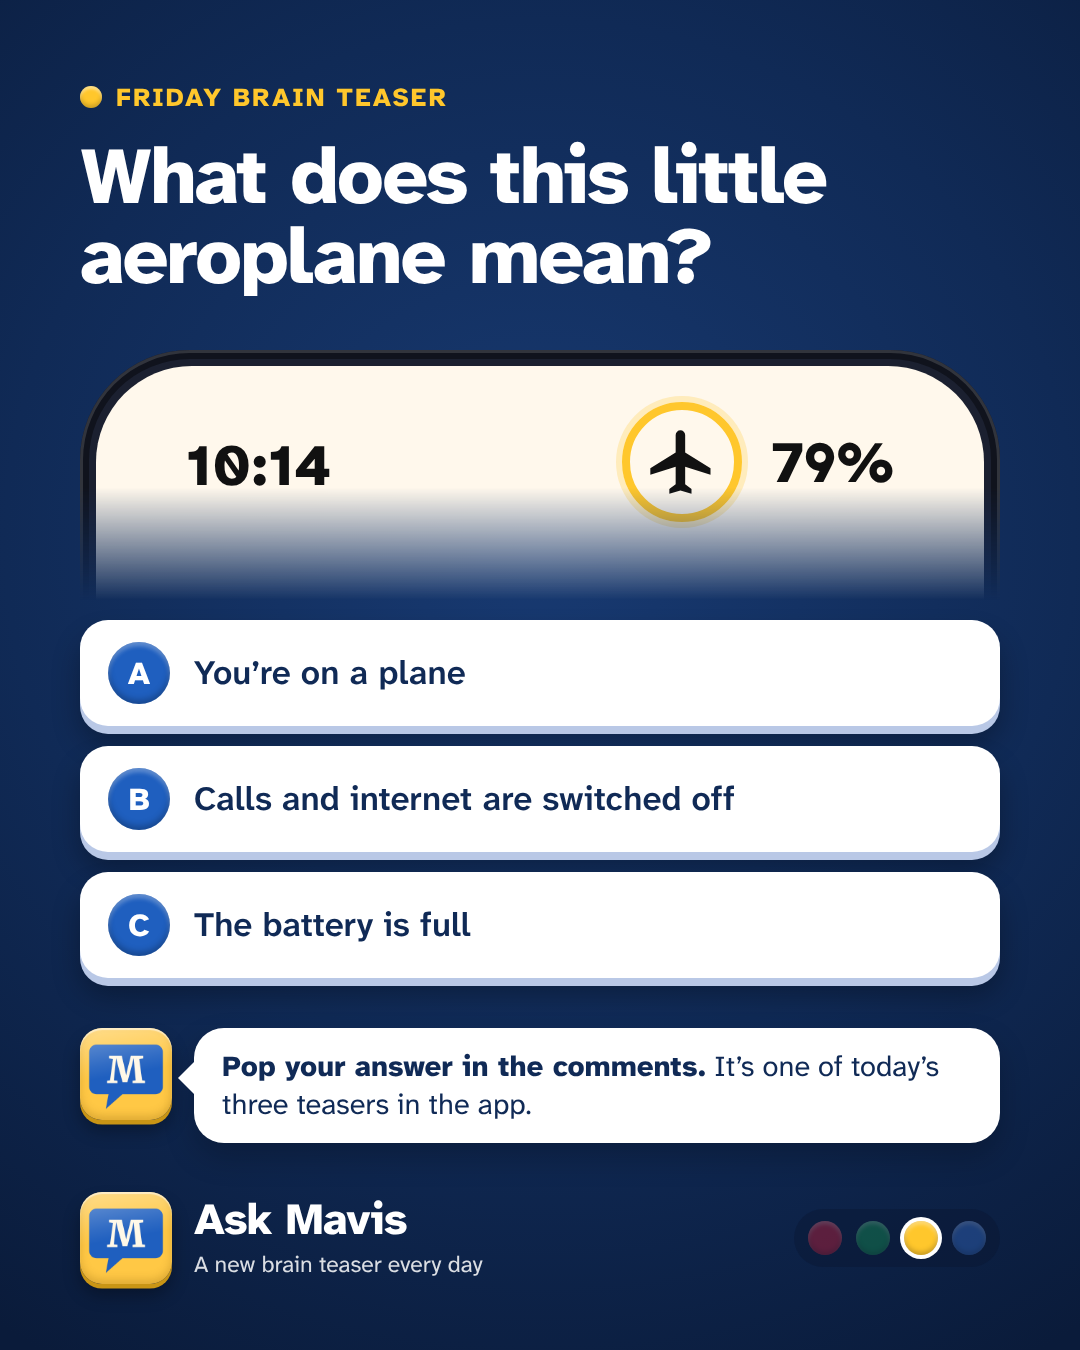 FRIDAY BRAIN TEASER
What does this little
aeroplane mean?
10:14
79%
A
You’re on a plane
B
Calls and internet are switched off
C
The battery is full
M
Pop your answer in the comments. It’s one of today’s
three teasers in the app.
M
Ask Mavis
A new brain teaser every day